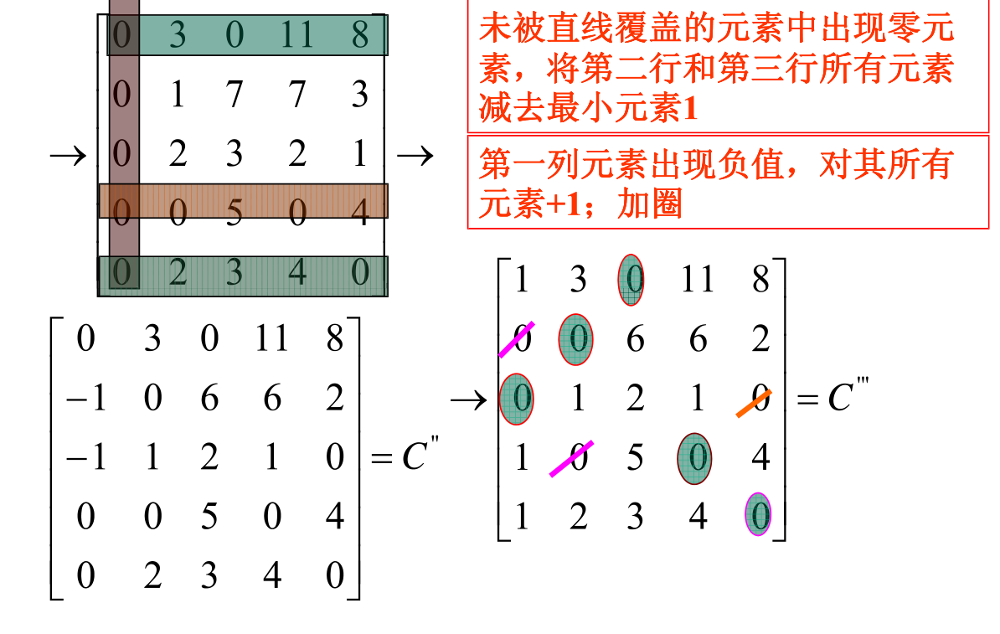 0 3 0 11 8
0 1 7 7 3
→ 0 2 3 2 1 →
0 0 5 0 4
0 2 3 4 0
未被直线覆盖的元素中出现零元
素，将第二行和第三行所有元素
减去最小元素1
第一列元素出现负值，对其所有
元素+1；加圈
0 3 0 11 8
−1 0 6 6 2
−1 1 2 1 0 = C"
0 0 5 0 4
0 2 3 4 0
1 3 0 11 8
0 0 6 6 2
→ 0 1 2 1 0 = C'''
1 0 5 0 4
1 2 3 4 0